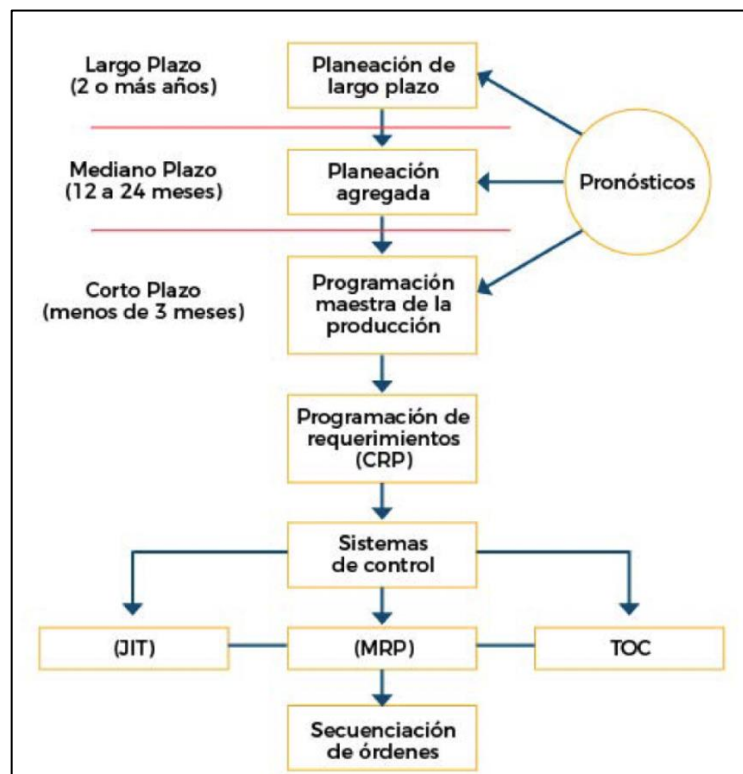 Largo Plazo
(2 o más años)
Planeación de
largo plazo
Mediano Plazo
(12 a 24 meses)
Planeación
agregada
Pronósticos
Corto Plazo
(menos de 3 meses)
Programación
maestra de la
producción
Programación de
requerimientos
(CRP)
Sistemas
de control
(JIT)
(MRP)
TOC
Secuenciación
de órdenes